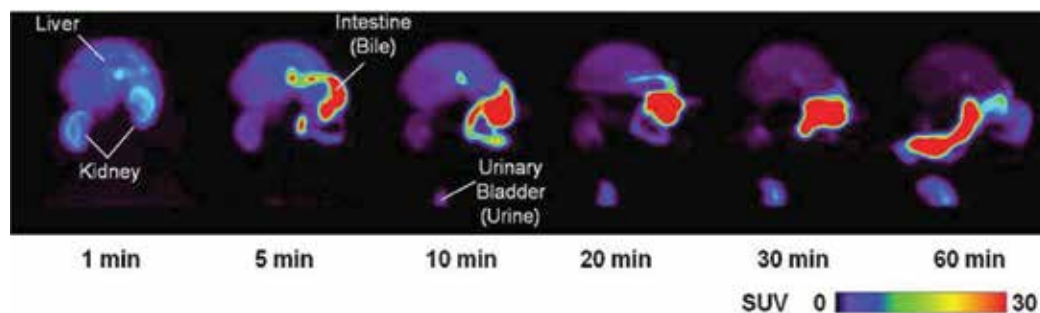 Liver
Intestine
(Bile)
Kidney
Urinary
Bladder
(Urine)
1 min
5 min
10 min
20 min
30 min
60 min
SUV 0 30